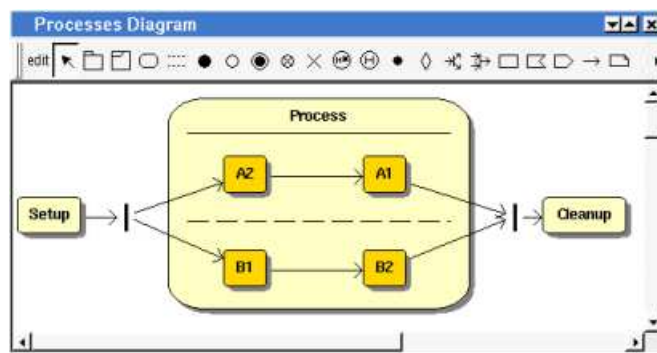 Processes Diagram
edit
Process
A2 A1
Setup Cleanup
B1 B2